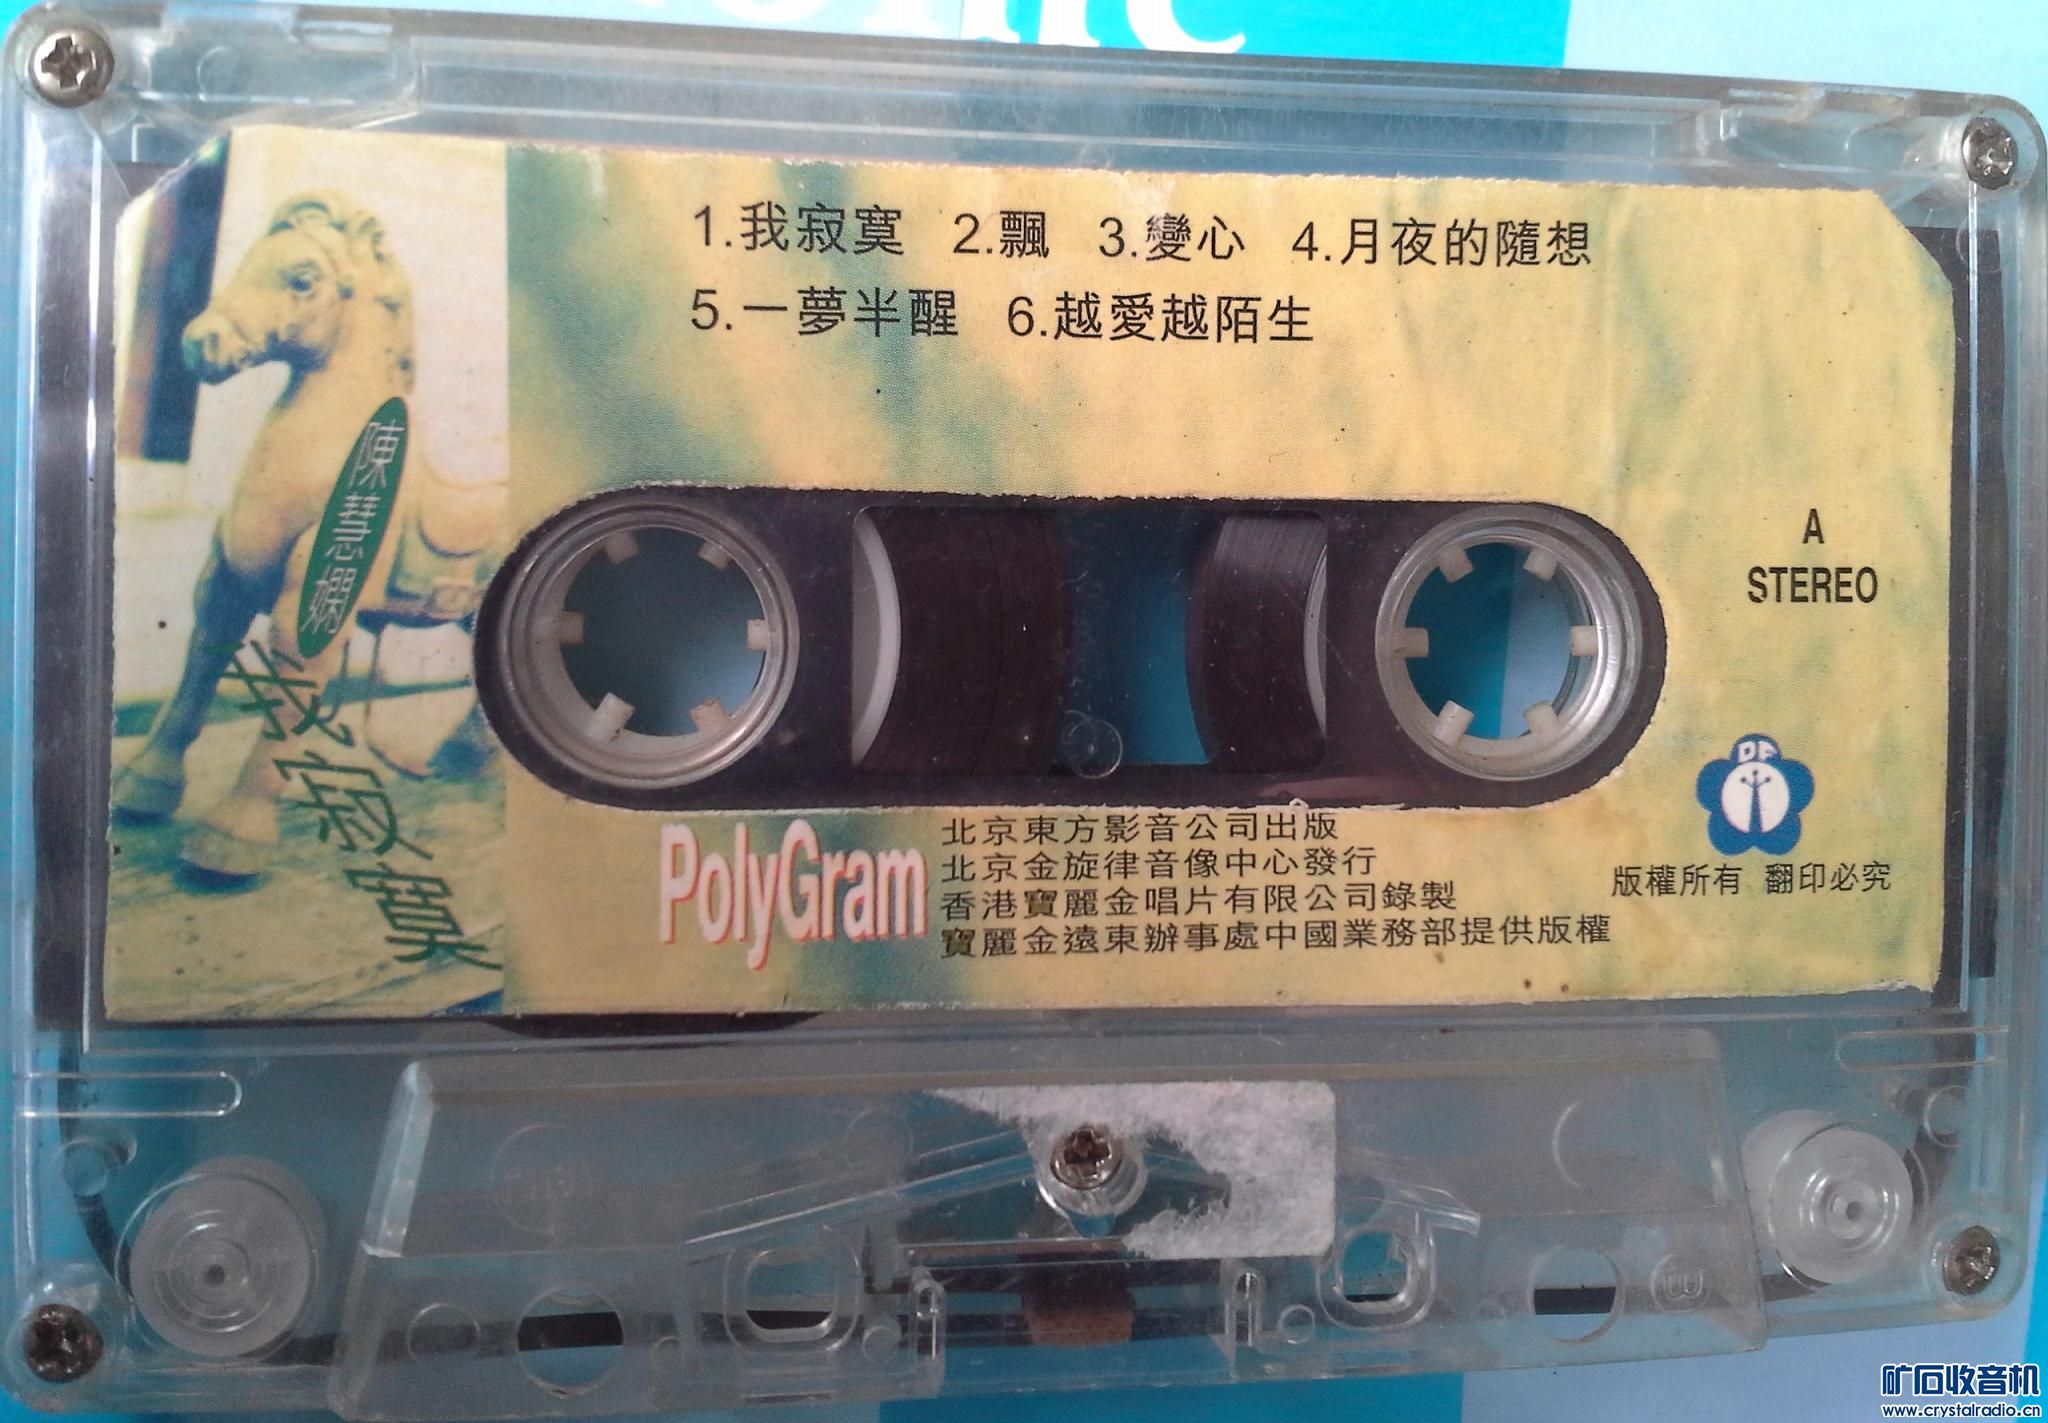 1.我寂寞 2.飄 3.變心 4.月夜的隨想
5.一夢半醒 6.越愛越陌生
陳慧嫻
我寂寞
A
STEREO
DF
PolyGram
北京東方影音公司出版
北京金旋律音像中心發行
香港寶麗金唱片有限公司錄製
寶麗金遠東辦事處中國業務部提供版權
版權所有 翻印必究
B
矿石收音机
www.crystalradio.cn